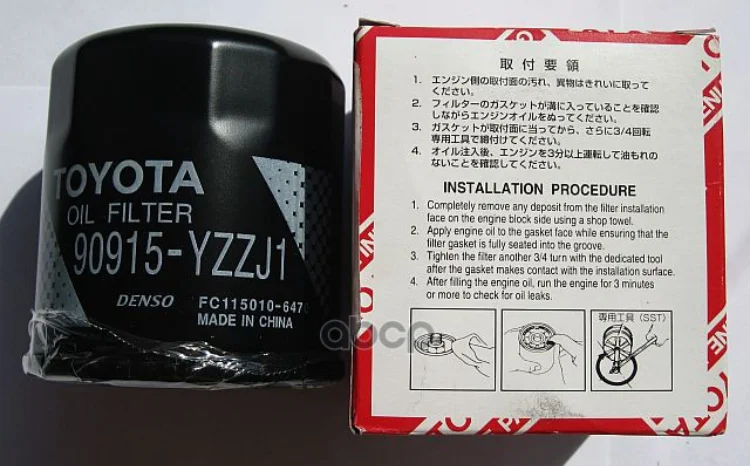 TOYOTA
OIL FILTER
90915-YZZJ1
DENSO
FC115010-6470
MADE IN CHINA
abcp
取付要領
1. エンジン側の取付面の汚れ、異物はきれいに取って
ください。
2. フィルターのガスケットが溝に入っていることを確認
しながらエンジンオイルをぬってください。
3. ガスケットが取付面に当ってから、さらに3/4回転
専用工具で締付けてください。
4. オイル注入後、エンジンを3分以上運転して油もれの
ないことを確認してください。
INSTALLATION PROCEDURE
1. Completely remove any deposit from the filter installation
face on the engine block side using a shop towel.
2. Apply engine oil to the gasket face while ensuring that the
filter gasket is fully seated into the groove.
3. Tighten the filter another 3/4 turn with the dedicated tool
after the gasket makes contact with the installation surface.
4. After filling the engine oil, run the engine for 3 minutes
or more to check for oil leaks.
専用工具 (SST)